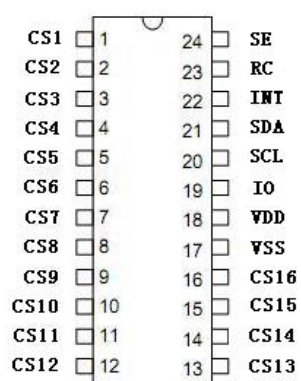 CS1 1 24 SE
CS2 2 23 RC
CS3 3 22 INT
CS4 4 21 SDA
CS5 5 20 SCL
CS6 6 19 IO
CS7 7 18 VDD
CS8 8 17 VSS
CS9 9 16 CS16
CS10 10 15 CS15
CS11 11 14 CS14
CS12 12 13 CS13